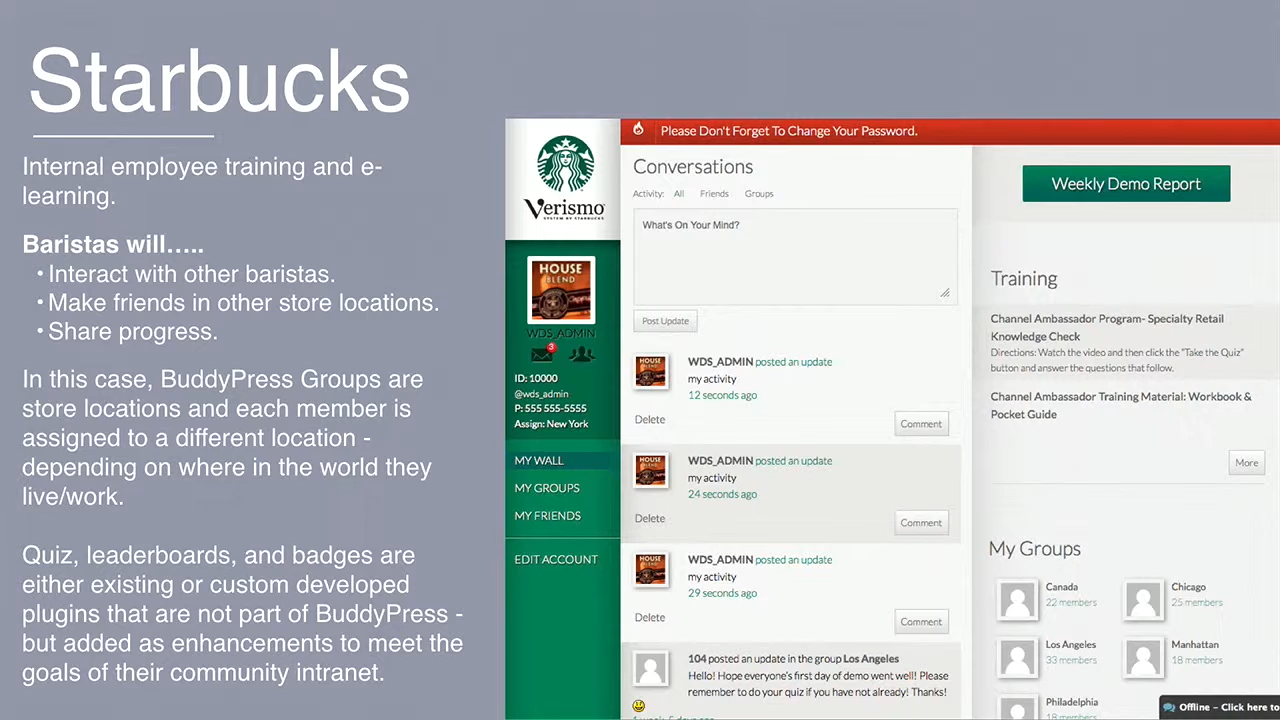 Starbucks
Internal employee training and e-
learning.
Baristas will…..
• Interact with other baristas.
• Make friends in other store locations.
• Share progress.
In this case, BuddyPress Groups are
store locations and each member is
assigned to a different location -
depending on where in the world they
live/work.
Quiz, leaderboards, and badges are
either existing or custom developed
plugins that are not part of BuddyPress -
but added as enhancements to meet the
goals of their community intranet.
Verismo
SYSTEM BY STARBUCKS
HOUSE
BLEND
WDS_ADMIN
3
ID: 10000
@wds_admin
P: 555 555-5555
Assign: New York
MY WALL
MY GROUPS
MY FRIENDS
EDIT ACCOUNT
Please Don't Forget To Change Your Password.
Conversations
Activity: All Friends Groups
What's On Your Mind?
Post Update
HOUSE
BLEND
WDS_ADMIN posted an update
my activity
12 seconds ago
Delete
Comment
HOUSE
BLEND
WDS_ADMIN posted an update
my activity
24 seconds ago
Delete
Comment
HOUSE
BLEND
WDS_ADMIN posted an update
my activity
29 seconds ago
Delete
Comment
104 posted an update in the group Los Angeles
Hello! Hope everyone's first day of demo went well! Please
remember to do your quiz if you have not already! Thanks!
Weekly Demo Report
Training
Channel Ambassador Program- Specialty Retail
Knowledge Check
Directions: Watch the video and then click the "Take the Quiz"
button and answer the questions that follow.
Channel Ambassador Training Material: Workbook &
Pocket Guide
More
My Groups
Canada
22 members
Chicago
25 members
Los Angeles
33 members
Manhattan
18 members
Philadelphia
Offline – Click here to